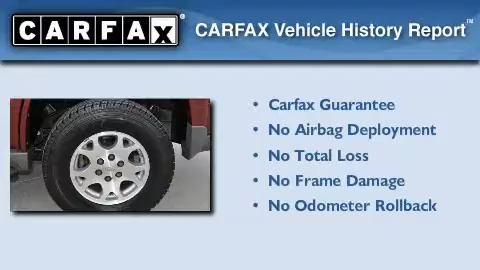 CARFAX®
CARFAX Vehicle History Report™
• Carfax Guarantee
• No Airbag Deployment
• No Total Loss
• No Frame Damage
• No Odometer Rollback